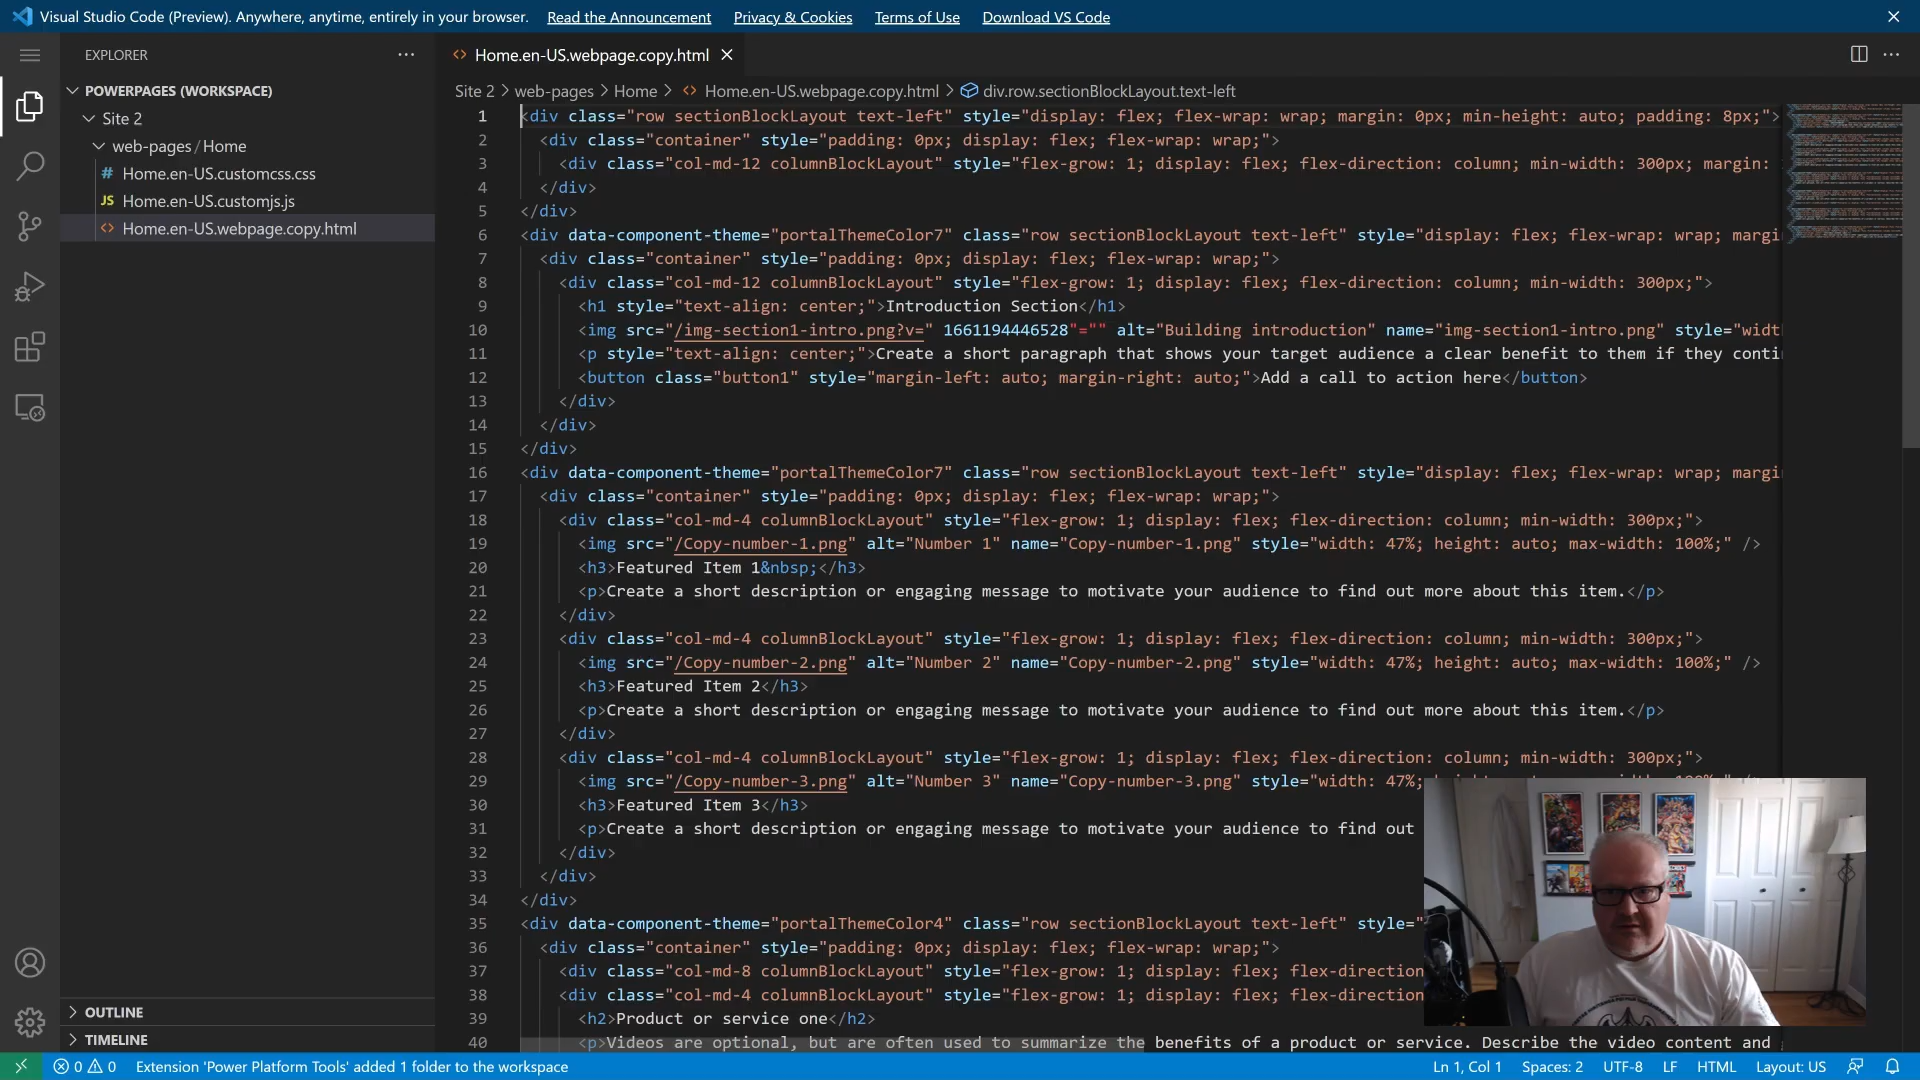 Visual Studio Code (Preview). Anywhere, anytime, entirely in your browser. Read the Announcement Privacy & Cookies Terms of Use Download VS Code
EXPLORER
POWERPAGES (WORKSPACE)
Site 2
web-pages / Home
Home.en-US.customcss.css
JS Home.en-US.customjs.js
Home.en-US.webpage.copy.html
OUTLINE
TIMELINE
Home.en-US.webpage.copy.html
Site 2 > web-pages > Home > Home.en-US.webpage.copy.html > div.row.sectionBlockLayout.text-left
1 <div class="row sectionBlockLayout text-left" style="display: flex; flex-wrap: wrap; margin: 0px; min-height: auto; padding: 8px;">
2 <div class="container" style="padding: 0px; display: flex; flex-wrap: wrap;">
3 <div class="col-md-12 columnBlockLayout" style="flex-grow: 1; display: flex; flex-direction: column; min-width: 300px; margin:
4 </div>
5 </div>
6 <div data-component-theme="portalThemeColor7" class="row sectionBlockLayout text-left" style="display: flex; flex-wrap: wrap; margi
7 <div class="container" style="padding: 0px; display: flex; flex-wrap: wrap;">
8 <div class="col-md-12 columnBlockLayout" style="flex-grow: 1; display: flex; flex-direction: column; min-width: 300px;">
9 <h1 style="text-align: center;">Introduction Section</h1>
10 <img src="/img-section1-intro.png?v=" 1661194446528"="" alt="Building introduction" name="img-section1-intro.png" style="widt
11 <p style="text-align: center;">Create a short paragraph that shows your target audience a clear benefit to them if they conti
12 <button class="button1" style="margin-left: auto; margin-right: auto;">Add a call to action here</button>
13 </div>
14 </div>
15 </div>
16 <div data-component-theme="portalThemeColor7" class="row sectionBlockLayout text-left" style="display: flex; flex-wrap: wrap; margi
17 <div class="container" style="padding: 0px; display: flex; flex-wrap: wrap;">
18 <div class="col-md-4 columnBlockLayout" style="flex-grow: 1; display: flex; flex-direction: column; min-width: 300px;">
19 <img src="/Copy-number-1.png" alt="Number 1" name="Copy-number-1.png" style="width: 47%; height: auto; max-width: 100%;" />
20 <h3>Featured Item 1&nbsp;</h3>
21 <p>Create a short description or engaging message to motivate your audience to find out more about this item.</p>
22 </div>
23 <div class="col-md-4 columnBlockLayout" style="flex-grow: 1; display: flex; flex-direction: column; min-width: 300px;">
24 <img src="/Copy-number-2.png" alt="Number 2" name="Copy-number-2.png" style="width: 47%; height: auto; max-width: 100%;" />
25 <h3>Featured Item 2</h3>
26 <p>Create a short description or engaging message to motivate your audience to find out more about this item.</p>
27 </div>
28 <div class="col-md-4 columnBlockLayout" style="flex-grow: 1; display: flex; flex-direction: column; min-width: 300px;">
29 <img src="/Copy-number-3.png" alt="Number 3" name="Copy-number-3.png" style="width: 47%;
30 <h3>Featured Item 3</h3>
31 <p>Create a short description or engaging message to motivate your audience to find out
32 </div>
33 </div>
34 </div>
35 <div data-component-theme="portalThemeColor4" class="row sectionBlockLayout text-left" style="
36 <div class="container" style="padding: 0px; display: flex; flex-wrap: wrap;">
37 <div class="col-md-8 columnBlockLayout" style="flex-grow: 1; display: flex; flex-direction
38 <div class="col-md-4 columnBlockLayout" style="flex-grow: 1; display: flex; flex-direction
39 <h2>Product or service one</h2>
40 <p>Videos are optional, but are often used to summarize the benefits of a product or service. Describe the video content and
0 0 Extension 'Power Platform Tools' added 1 folder to the workspace Ln 1, Col 1 Spaces: 2 UTF-8 LF HTML Layout: US